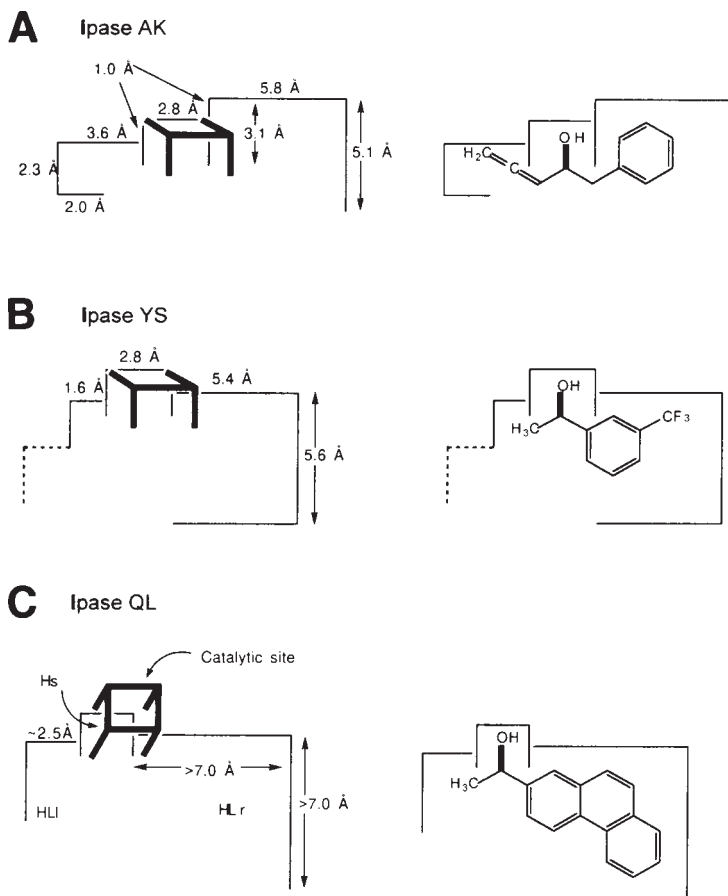 A lpase AK
1.0 Å
5.8 Å
2.8 Å
3.6 Å
3.1 Å
5.1 Å
2.3 Å
2.0 Å
OH
H₂C
C
B lpase YS
2.8 Å
1.6 Å
5.4 Å
5.6 Å
OH
H₃C
CF₃
C lpase QL
Catalytic site
Hs
~2.5Å
>7.0 Å
>7.0 Å
HLl
HL r
OH
H₃C